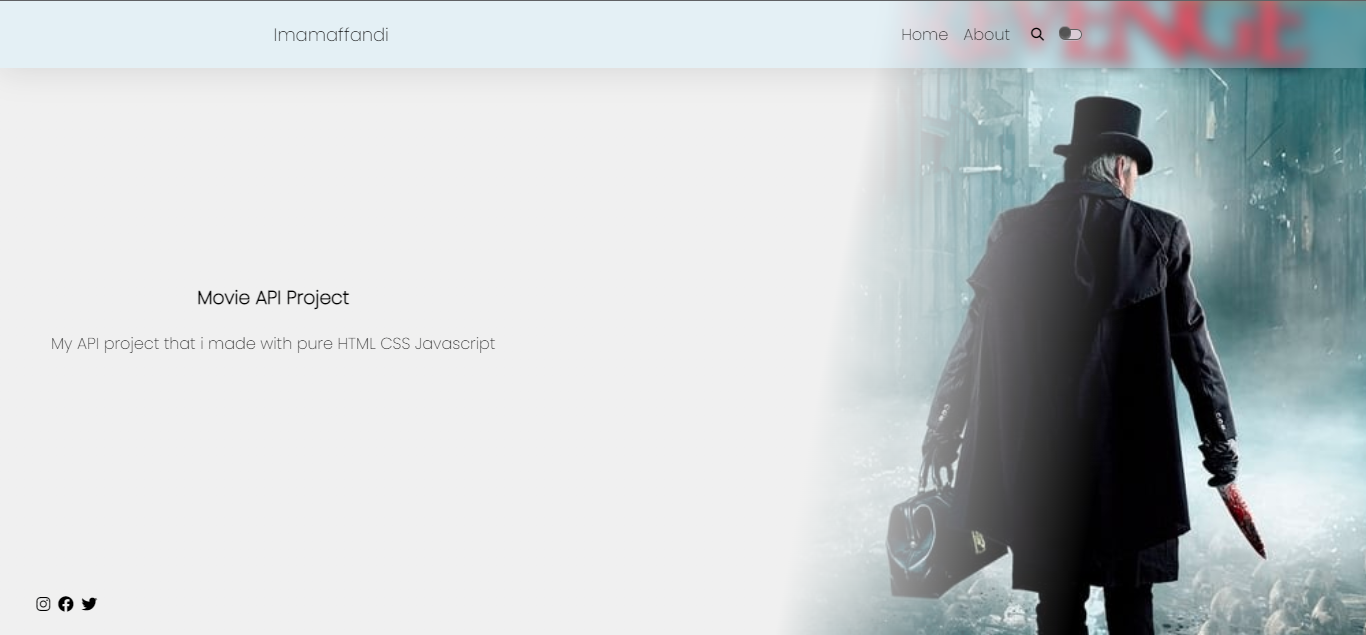 Imamaffandi
Home About
Movie API Project
My API project that i made with pure HTML CSS Javascript